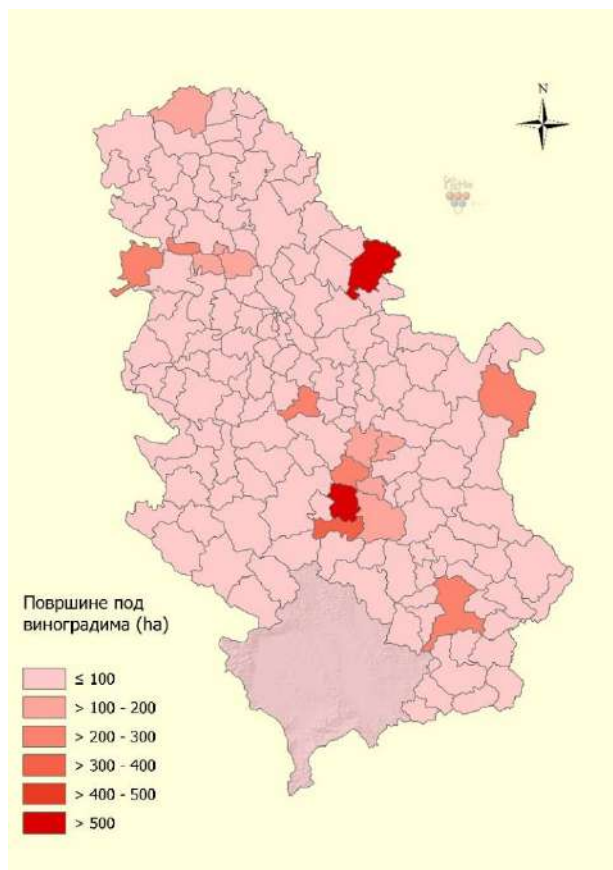 N
Површине под
виноградима (ha)
≤ 100
> 100 - 200
> 200 - 300
> 300 - 400
> 400 - 500
> 500